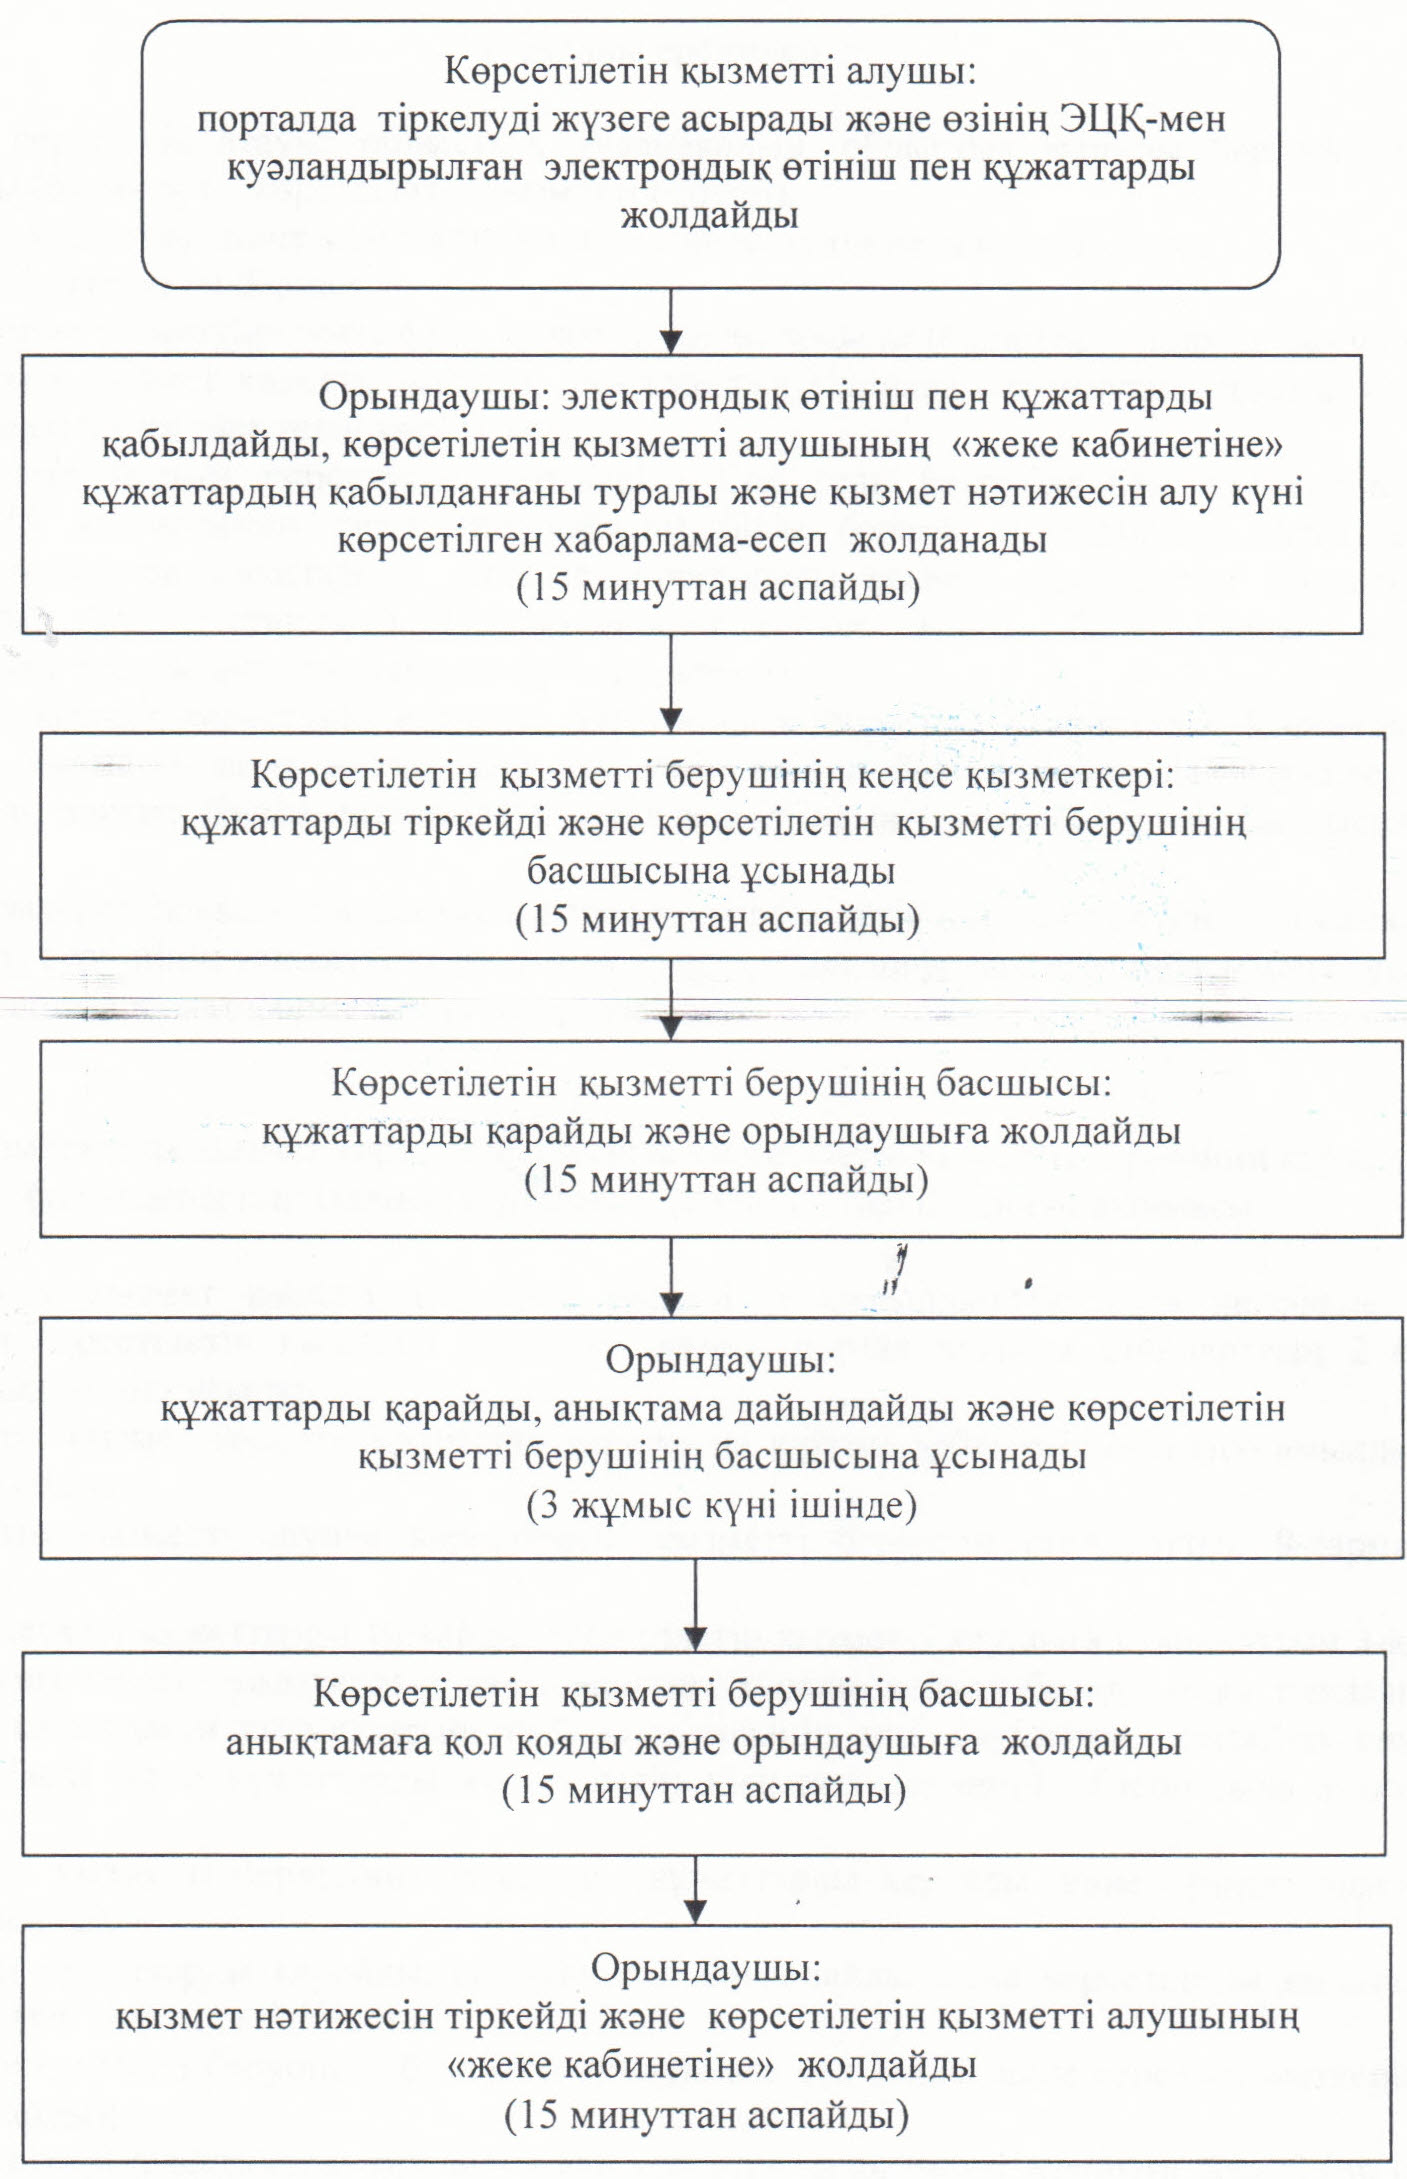 Көрсетілетін қызметті алушы:
порталда тіркелуді жүзеге асырады және өзінің ЭЦҚ-мен
куәландырылған электрондық өтініш пен құжаттарды
жолдайды
Орындаушы: электрондық өтініш пен құжаттарды
қабылдайды, көрсетілетін қызметті алушының «жеке кабинетіне»
құжаттардың қабылданғаны туралы және қызмет нәтижесін алу күні
көрсетілген хабарлама-есеп жолданады
(15 минуттан аспайды)
Көрсетілетін қызметті берушінің кеңсе қызметкері:
құжаттарды тіркейді және көрсетілетін қызметті берушінің
басшысына ұсынады
(15 минуттан аспайды)
Көрсетілетін қызметті берушінің басшысы:
құжаттарды қарайды және орындаушыға жолдайды
(15 минуттан аспайды)
Орындаушы:
құжаттарды қарайды, анықтама дайындайды және көрсетілетін
қызметті берушінің басшысына ұсынады
(3 жұмыс күні ішінде)
Көрсетілетін қызметті берушінің басшысы:
анықтамаға қол қояды және орындаушыға жолдайды
(15 минуттан аспайды)
Орындаушы:
қызмет нәтижесін тіркейді және көрсетілетін қызметті алушының
«жеке кабинетіне» жолдайды
(15 минуттан аспайды)